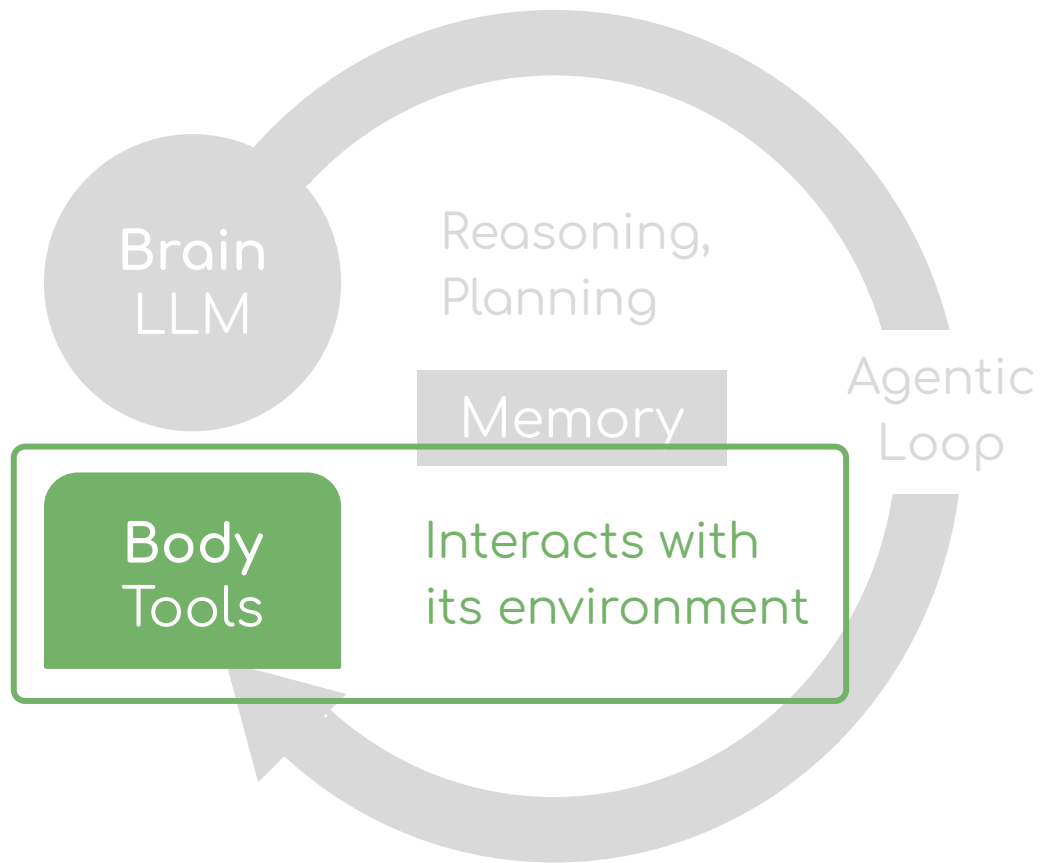 Brain
LLM
Reasoning,
Planning
Memory
Agentic
Loop
Body
Tools
Interacts with
its environment